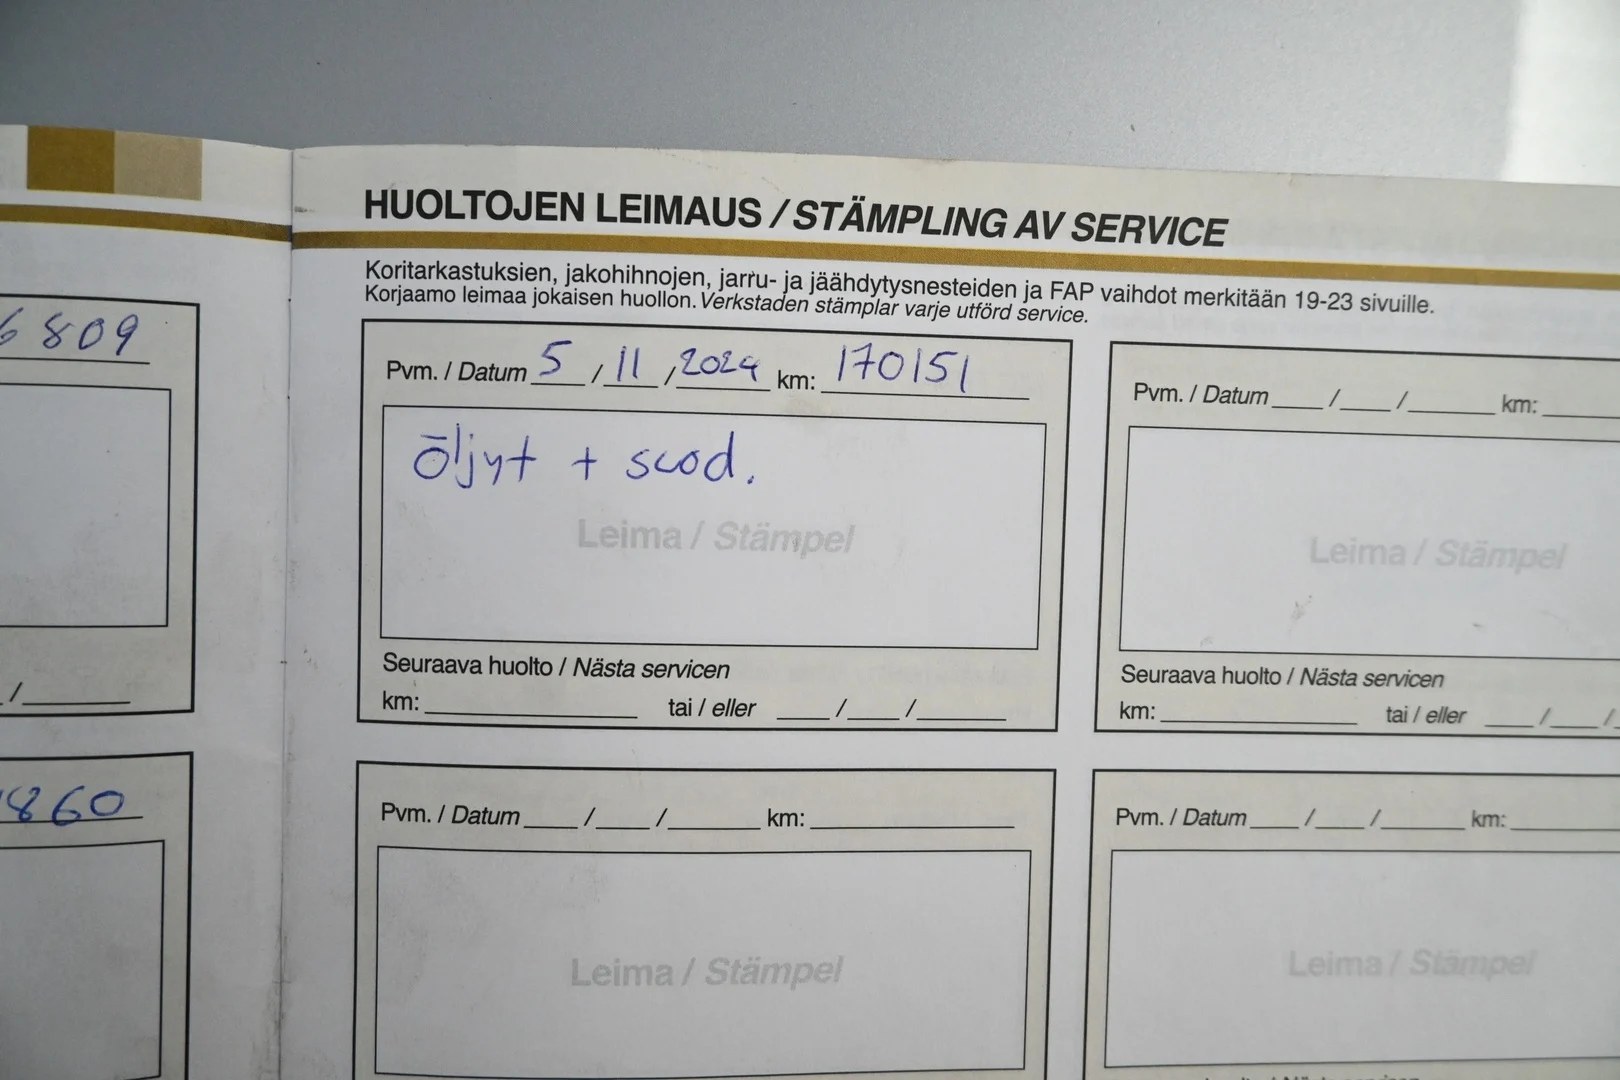 6 809
/
860
HUOLTOJEN LEIMAUS / STÄMPLING AV SERVICE
Koritarkastuksien, jakohihnojen, jarru- ja jäähdytysnesteiden ja FAP vaihdot merkitään 19-23 sivuille.
Korjaamo leimaa jokaisen huollon. Verkstaden stämplar varje utförd service.
Pvm. / Datum 5 / 11 / 2024 km: 170151
öljyt + suod.
Leima / Stämpel
Seuraava huolto / Nästa servicen
km: tai / eller / /
Pvm. / Datum / / km:
Leima / Stämpel
Seuraava huolto / Nästa servicen
km: tai / eller / /
Pvm. / Datum / / km:
Leima / Stämpel
Pvm. / Datum / / km:
Leima / Stämpel